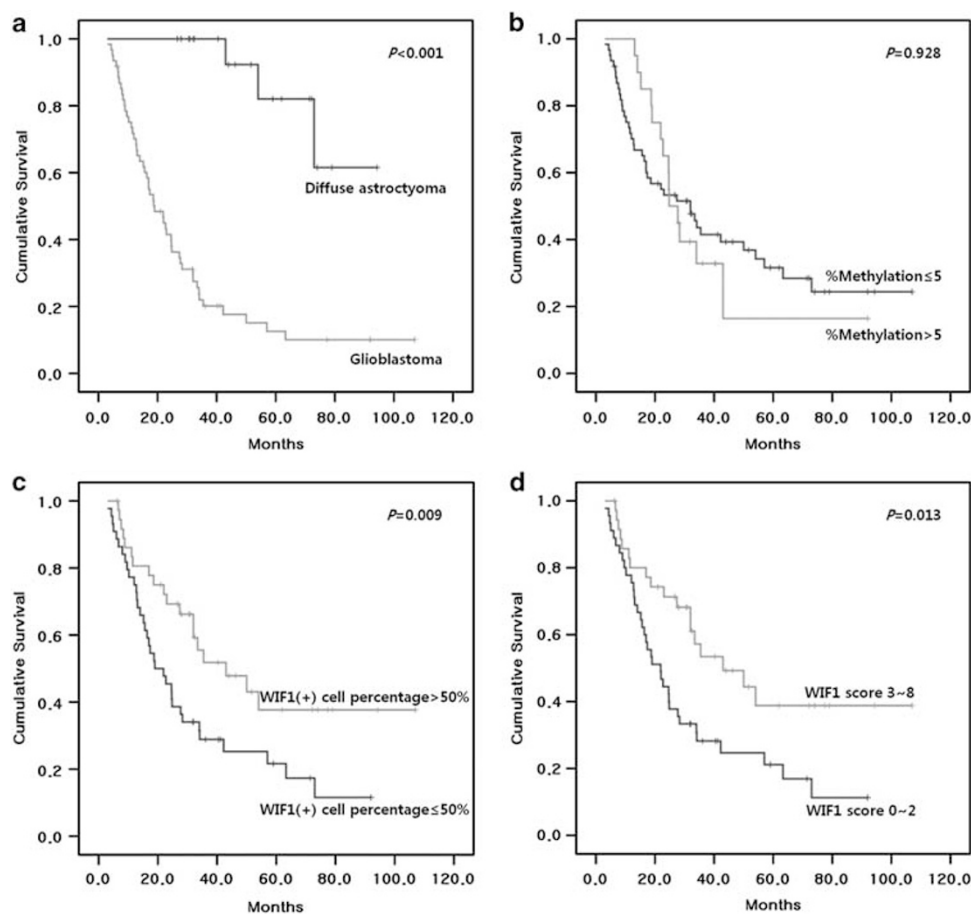 a
P<0.001
1.0
0.8
0.6
0.4
0.2
0.0
Cumulative Survival
Diffuse astroctyoma
Glioblastoma
0.0 20.0 40.0 60.0 80.0 100.0 120.0
Months
b
P=0.928
1.0
0.8
0.6
0.4
0.2
0.0
Cumulative Survival
%Methylation≤5
%Methylation>5
0.0 20.0 40.0 60.0 80.0 100.0 120.0
Months
c
P=0.009
1.0
0.8
0.6
0.4
0.2
0.0
Cumulative Survival
WIF1(+) cell percentage>50%
WIF1(+) cell percentage≤50%
0.0 20.0 40.0 60.0 80.0 100.0 120.0
Months
d
P=0.013
1.0
0.8
0.6
0.4
0.2
0.0
Cumulative Survival
WIF1 score 3~8
WIF1 score 0~2
0.0 20.0 40.0 60.0 80.0 100.0 120.0
Months